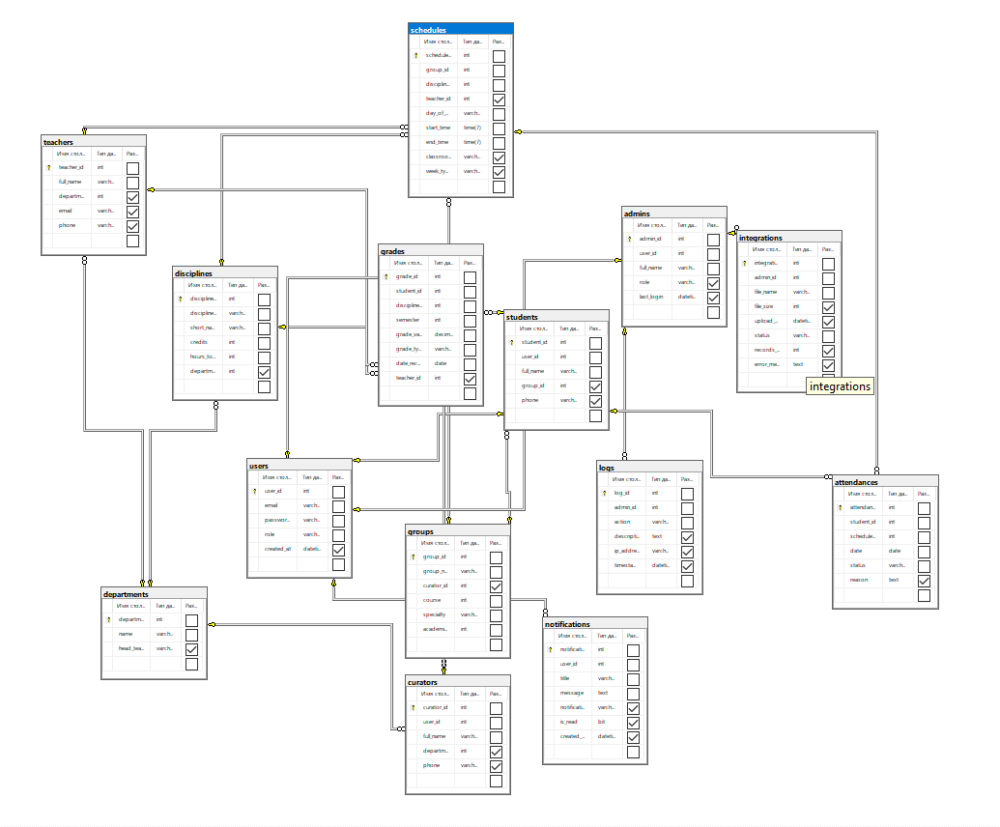 schedules
Имя стол... Тип да... Раз...
schedule... int
group_id int
disciplin... int
teacher_id int
day_of_... varch...
start_time time(7)
end_time time(7)
classroo... varch...
week_ty... varch...
teachers
Имя стол... Тип да... Раз...
teacher_id int
full_name varch...
departm... int
email varch...
phone varch...
admins
Имя стол... Тип да... Раз...
admin_id int
user_id int
full_name varch...
role varch...
last_login dateti...
integrations
Имя стол... Тип да... Раз...
integrati... int
admin_id int
file_name varch...
file_size int
upload_... dateti...
status varch...
records_... int
error_me... text
integrations
grades
Имя стол... Тип да... Раз...
grade_id int
student_id int
discipline... int
semester int
grade_va... decim...
grade_ty... varch...
date_rec... date
teacher_id int
disciplines
Имя стол... Тип да... Раз...
discipline... int
discipline... varch...
short_na... varch...
credits int
hours_to... int
departm... int
students
Имя стол... Тип да... Раз...
student_id int
user_id int
full_name varch...
group_id int
phone varch...
users
Имя стол... Тип да... Раз...
user_id int
email varch...
passwor... varch...
role varch...
created_at dateti...
logs
Имя стол... Тип да... Раз...
log_id int
admin_id int
action varch...
descripti... text
ip_addre... varch...
timesta... dateti...
attendances
Имя стол... Тип да... Раз...
attendan... int
student_id int
schedule... int
date date
status varch...
reason text
groups
Имя стол... Тип да... Раз...
group_id int
group_n... varch...
curator_id int
course int
specialty varch...
academi... int
departments
Имя стол... Тип да... Раз...
departm... int
name varch...
head_tea... varch...
notifications
Имя стол... Тип да... Раз...
notificati... int
user_id int
title varch...
message text
notificati... varch...
is_read bit
created_... dateti...
curators
Имя стол... Тип да... Раз...
curator_id int
user_id int
full_name varch...
departm... int
phone varch...